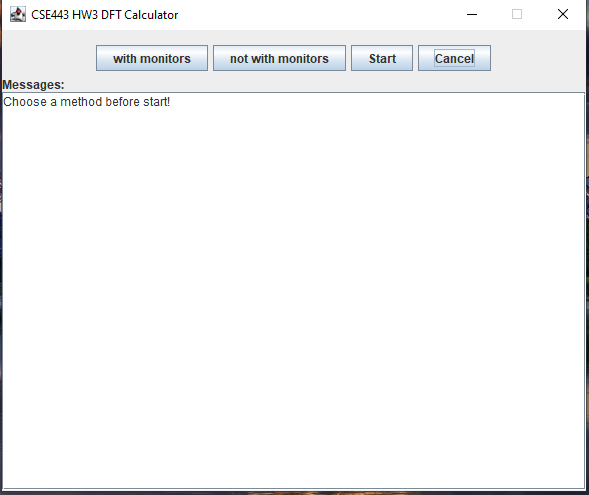 CSE443 HW3 DFT Calculator
with monitors not with monitors Start Cancel
Messages:
Choose a method before start!